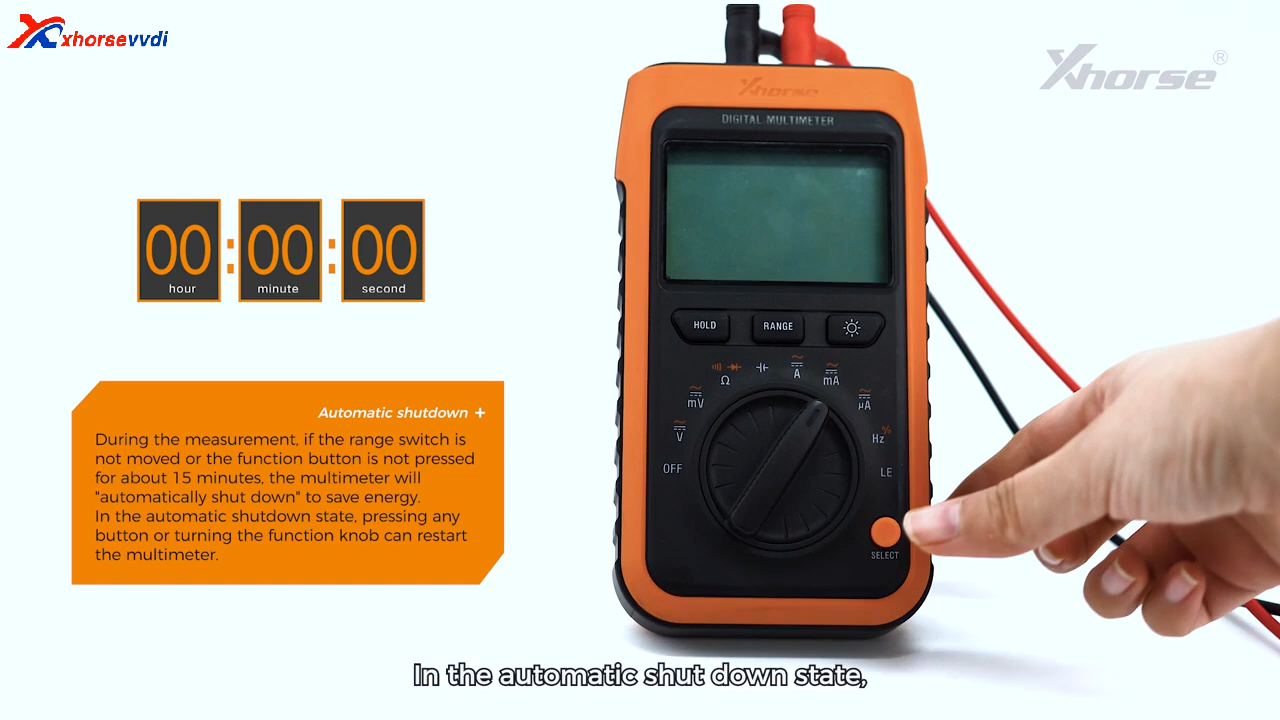 xhorsevvdi
Xhorse®
Xhorse
DIGITAL MULTIMETER
00:00:00
hour minute second
HOLD RANGE
Ω
A
mA
mV
µA
V
Hz%
OFF
LE
SELECT
Automatic shutdown +
During the measurement, if the range switch is
not moved or the function button is not pressed
for about 15 minutes, the multimeter will
"automatically shut down" to save energy.
In the automatic shutdown state, pressing any
button or turning the function knob can restart
the multimeter.
In the automatic shut down state,